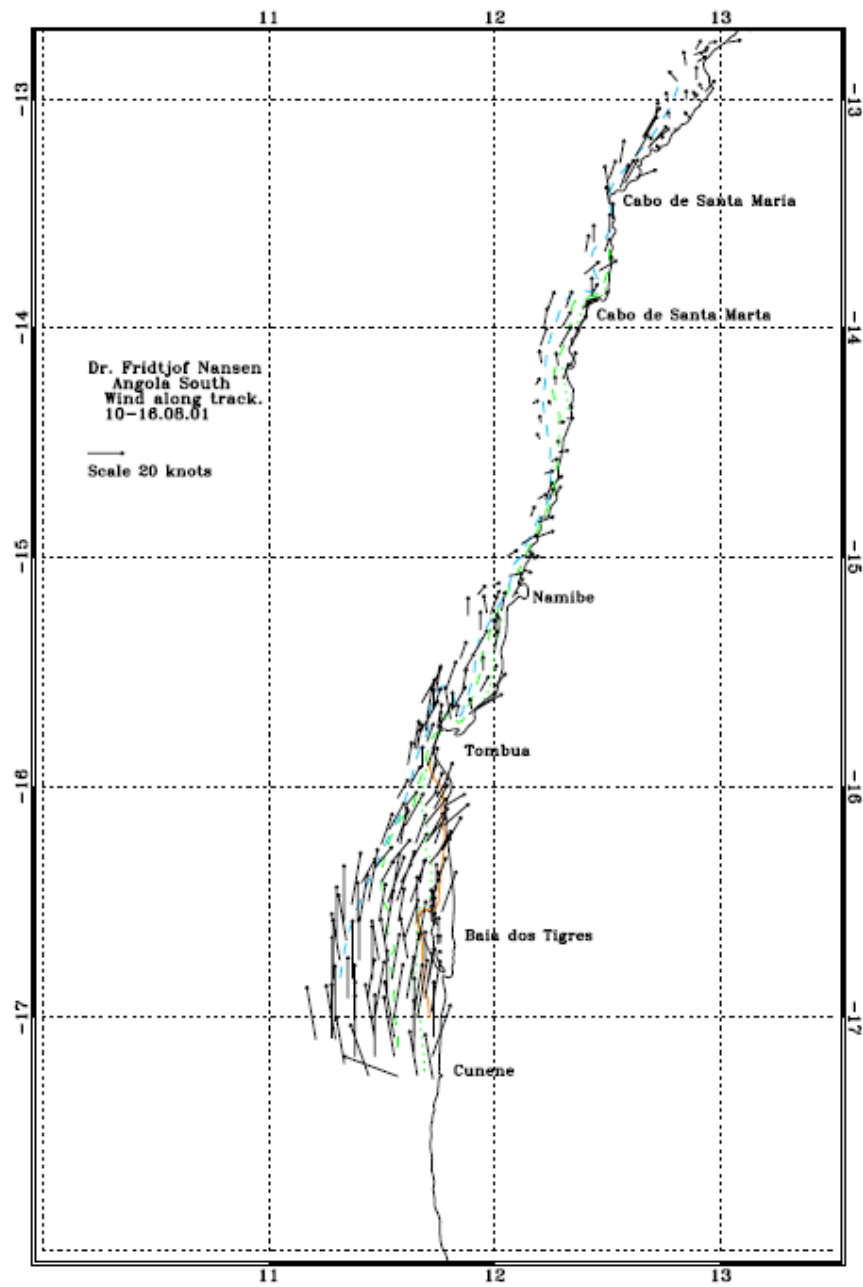 11 12 13
-13 -13
Cabo de Santa Maria
-14 Cabo de Santa Marta -14
Dr. Fridtjof Nansen
Angola South
Wind along track.
10-16.08.01
Scale 20 knots
-15 -15
Namibe
Tombua
-16 -16
Baia dos Tigres
-17 -17
Cunene
11 12 13